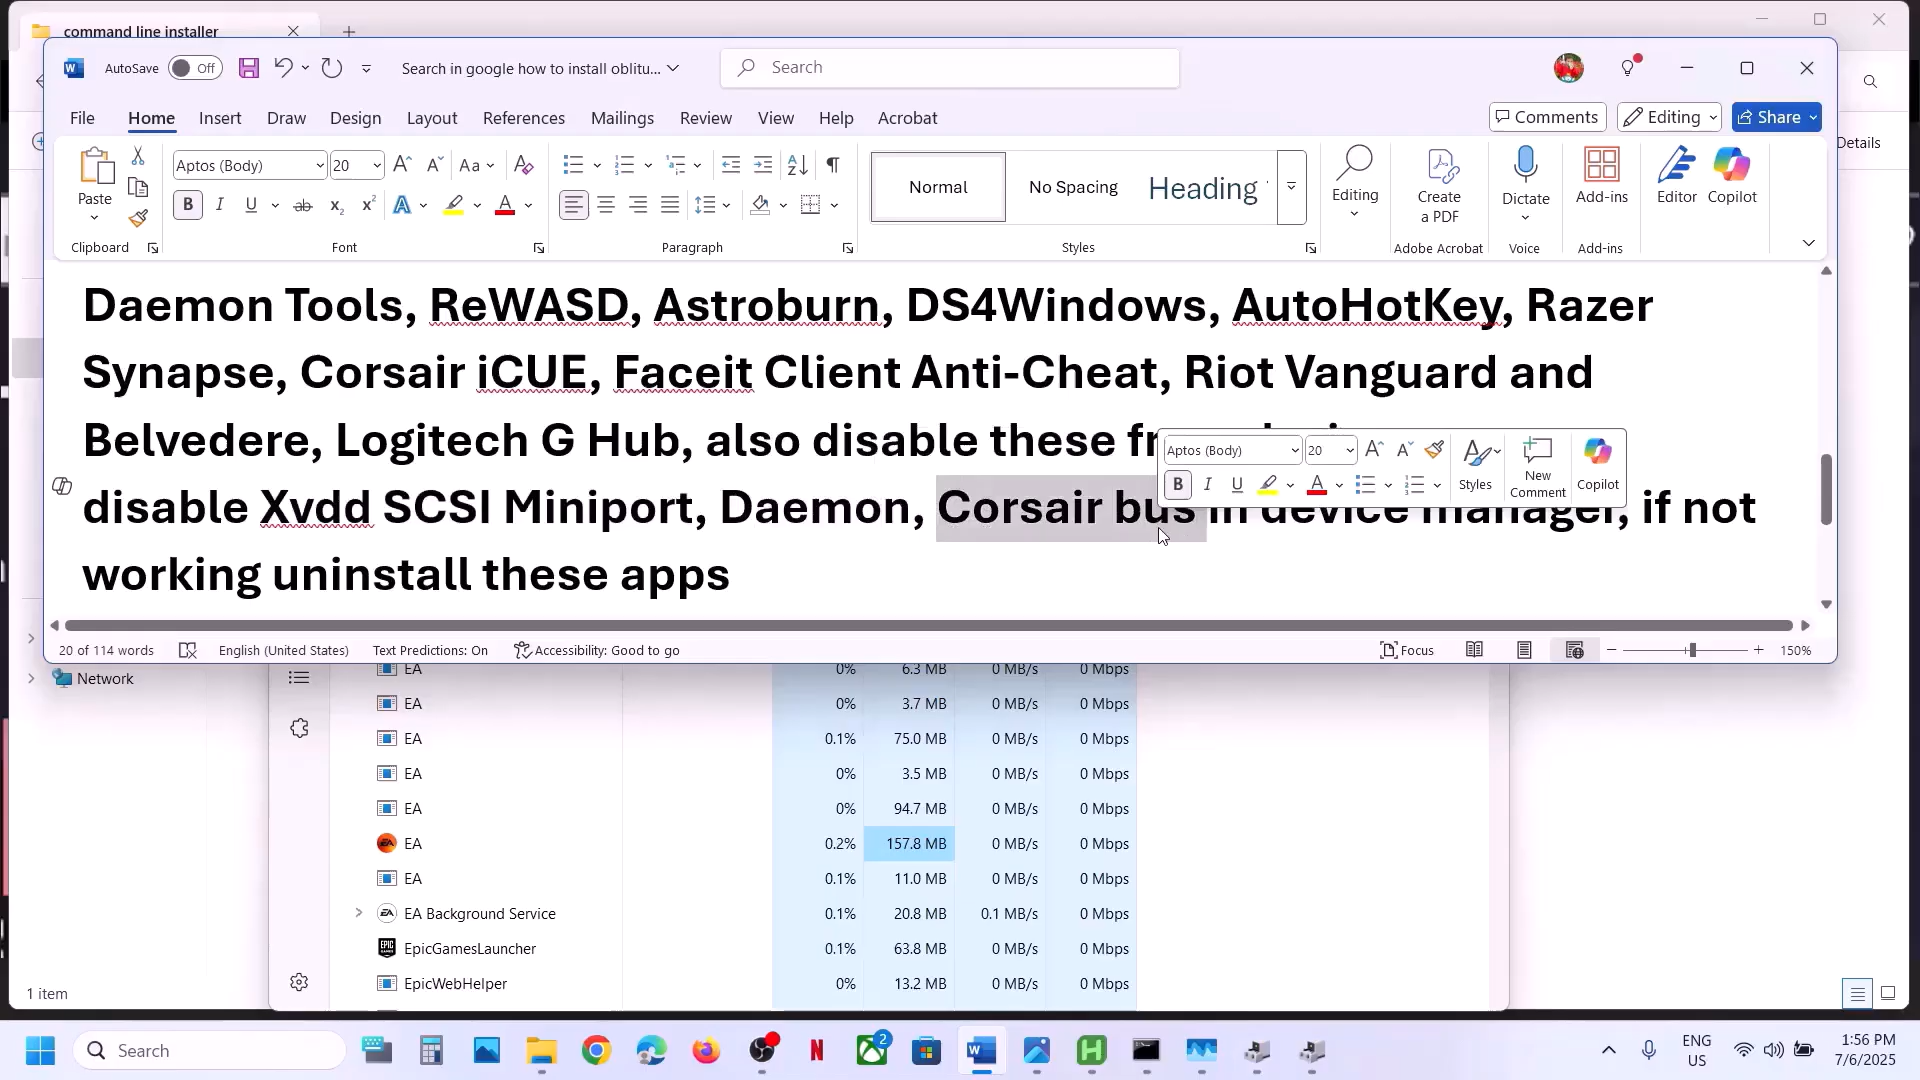 command line installer
AutoSave Off
Search in google how to install oblitu...
Search
File Home Insert Draw Design Layout References Mailings Review View Help Acrobat
Comments Editing Share
Details
Paste
Aptos (Body) 20
Normal
No Spacing
Heading
Editing
Create a PDF
Dictate
Add-ins
Editor
Copilot
Clipboard
Font
Paragraph
Styles
Adobe Acrobat
Voice
Add-ins
Daemon Tools, ReWASD, Astroburn, DS4Windows, AutoHotKey, Razer
Synapse, Corsair iCUE, Faceit Client Anti-Cheat, Riot Vanguard and
Belvedere, Logitech G Hub, also disable these
disable Xvdd SCSI Miniport, Daemon, Corsair bus in device manager, if not
working uninstall these apps
Aptos (Body) 20
Styles
New Comment
Copilot
20 of 114 words English (United States) Text Predictions: On Accessibility: Good to go Focus 150%
Network
EA 0% 6.3 MB 0 MB/s 0 Mbps
EA 0% 3.7 MB 0 MB/s 0 Mbps
EA 0.1% 75.0 MB 0 MB/s 0 Mbps
EA 0% 3.5 MB 0 MB/s 0 Mbps
EA 0% 94.7 MB 0 MB/s 0 Mbps
EA 0.2% 157.8 MB 0 MB/s 0 Mbps
EA 0.1% 11.0 MB 0 MB/s 0 Mbps
EA Background Service 0.1% 20.8 MB 0.1 MB/s 0 Mbps
EpicGamesLauncher 0.1% 63.8 MB 0 MB/s 0 Mbps
EpicWebHelper 0% 13.2 MB 0 MB/s 0 Mbps
1 item
Search
2
ENG
US
1:56 PM
7/6/2025